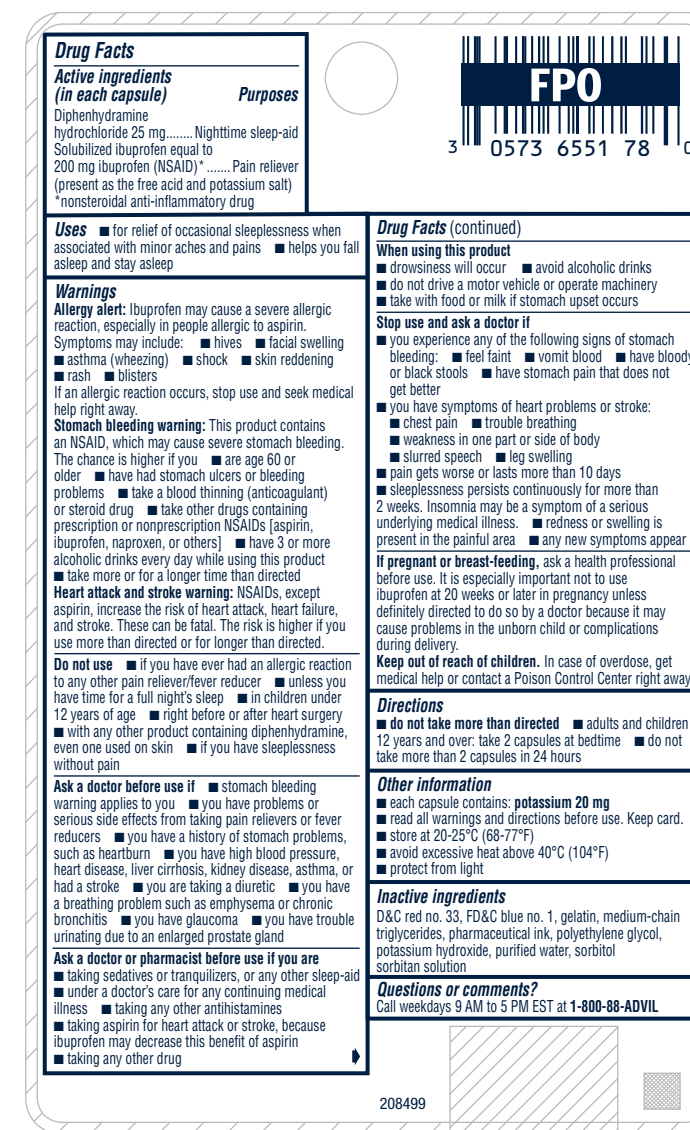 Drug Facts
Active ingredients
(in each capsule) Purposes
Diphenhydramine
hydrochloride 25 mg........Nighttime sleep-aid
Solubilized ibuprofen equal to
200 mg ibuprofen (NSAID)* .......Pain reliever
(present as the free acid and potassium salt)
*nonsteroidal anti-inflammatory drug
FPO
3 0573 6551 78 0
Uses ■ for relief of occasional sleeplessness when
associated with minor aches and pains ■ helps you fall
asleep and stay asleep
Warnings
Allergy alert: Ibuprofen may cause a severe allergic
reaction, especially in people allergic to aspirin.
Symptoms may include: ■ hives ■ facial swelling
■ asthma (wheezing) ■ shock ■ skin reddening
■ rash ■ blisters
If an allergic reaction occurs, stop use and seek medical
help right away.
Stomach bleeding warning: This product contains
an NSAID, which may cause severe stomach bleeding.
The chance is higher if you ■ are age 60 or
older ■ have had stomach ulcers or bleeding
problems ■ take a blood thinning (anticoagulant)
or steroid drug ■ take other drugs containing
prescription or nonprescription NSAIDs [aspirin,
ibuprofen, naproxen, or others] ■ have 3 or more
alcoholic drinks every day while using this product
■ take more or for a longer time than directed
Heart attack and stroke warning: NSAIDs, except
aspirin, increase the risk of heart attack, heart failure,
and stroke. These can be fatal. The risk is higher if you
use more than directed or for longer than directed.
Do not use ■ if you have ever had an allergic reaction
to any other pain reliever/fever reducer ■ unless you
have time for a full night's sleep ■ in children under
12 years of age ■ right before or after heart surgery
■ with any other product containing diphenhydramine,
even one used on skin ■ if you have sleeplessness
without pain
Ask a doctor before use if ■ stomach bleeding
warning applies to you ■ you have problems or
serious side effects from taking pain relievers or fever
reducers ■ you have a history of stomach problems,
such as heartburn ■ you have high blood pressure,
heart disease, liver cirrhosis, kidney disease, asthma, or
had a stroke ■ you are taking a diuretic ■ you have
a breathing problem such as emphysema or chronic
bronchitis ■ you have glaucoma ■ you have trouble
urinating due to an enlarged prostate gland
Ask a doctor or pharmacist before use if you are
■ taking sedatives or tranquilizers, or any other sleep-aid
■ under a doctor's care for any continuing medical
illness ■ taking any other antihistamines
■ taking aspirin for heart attack or stroke, because
ibuprofen may decrease this benefit of aspirin
■ taking any other drug
Drug Facts (continued)
When using this product
■ drowsiness will occur ■ avoid alcoholic drinks
■ do not drive a motor vehicle or operate machinery
■ take with food or milk if stomach upset occurs
Stop use and ask a doctor if
■ you experience any of the following signs of stomach
bleeding: ■ feel faint ■ vomit blood ■ have bloody
or black stools ■ have stomach pain that does not
get better
■ you have symptoms of heart problems or stroke:
■ chest pain ■ trouble breathing
■ weakness in one part or side of body
■ slurred speech ■ leg swelling
■ pain gets worse or lasts more than 10 days
■ sleeplessness persists continuously for more than
2 weeks. Insomnia may be a symptom of a serious
underlying medical illness. ■ redness or swelling is
present in the painful area ■ any new symptoms appear
If pregnant or breast-feeding, ask a health professional
before use. It is especially important not to use
ibuprofen at 20 weeks or later in pregnancy unless
definitely directed to do so by a doctor because it may
cause problems in the unborn child or complications
during delivery.
Keep out of reach of children. In case of overdose, get
medical help or contact a Poison Control Center right away
Directions
■ do not take more than directed ■ adults and children
12 years and over: take 2 capsules at bedtime ■ do not
take more than 2 capsules in 24 hours
Other information
■ each capsule contains: potassium 20 mg
■ read all warnings and directions before use. Keep card.
■ store at 20-25°C (68-77°F)
■ avoid excessive heat above 40°C (104°F)
■ protect from light
Inactive ingredients
D&C red no. 33, FD&C blue no. 1, gelatin, medium-chain
triglycerides, pharmaceutical ink, polyethylene glycol,
potassium hydroxide, purified water, sorbitol
sorbitan solution
Questions or comments?
Call weekdays 9 AM to 5 PM EST at 1-800-88-ADVIL
208499